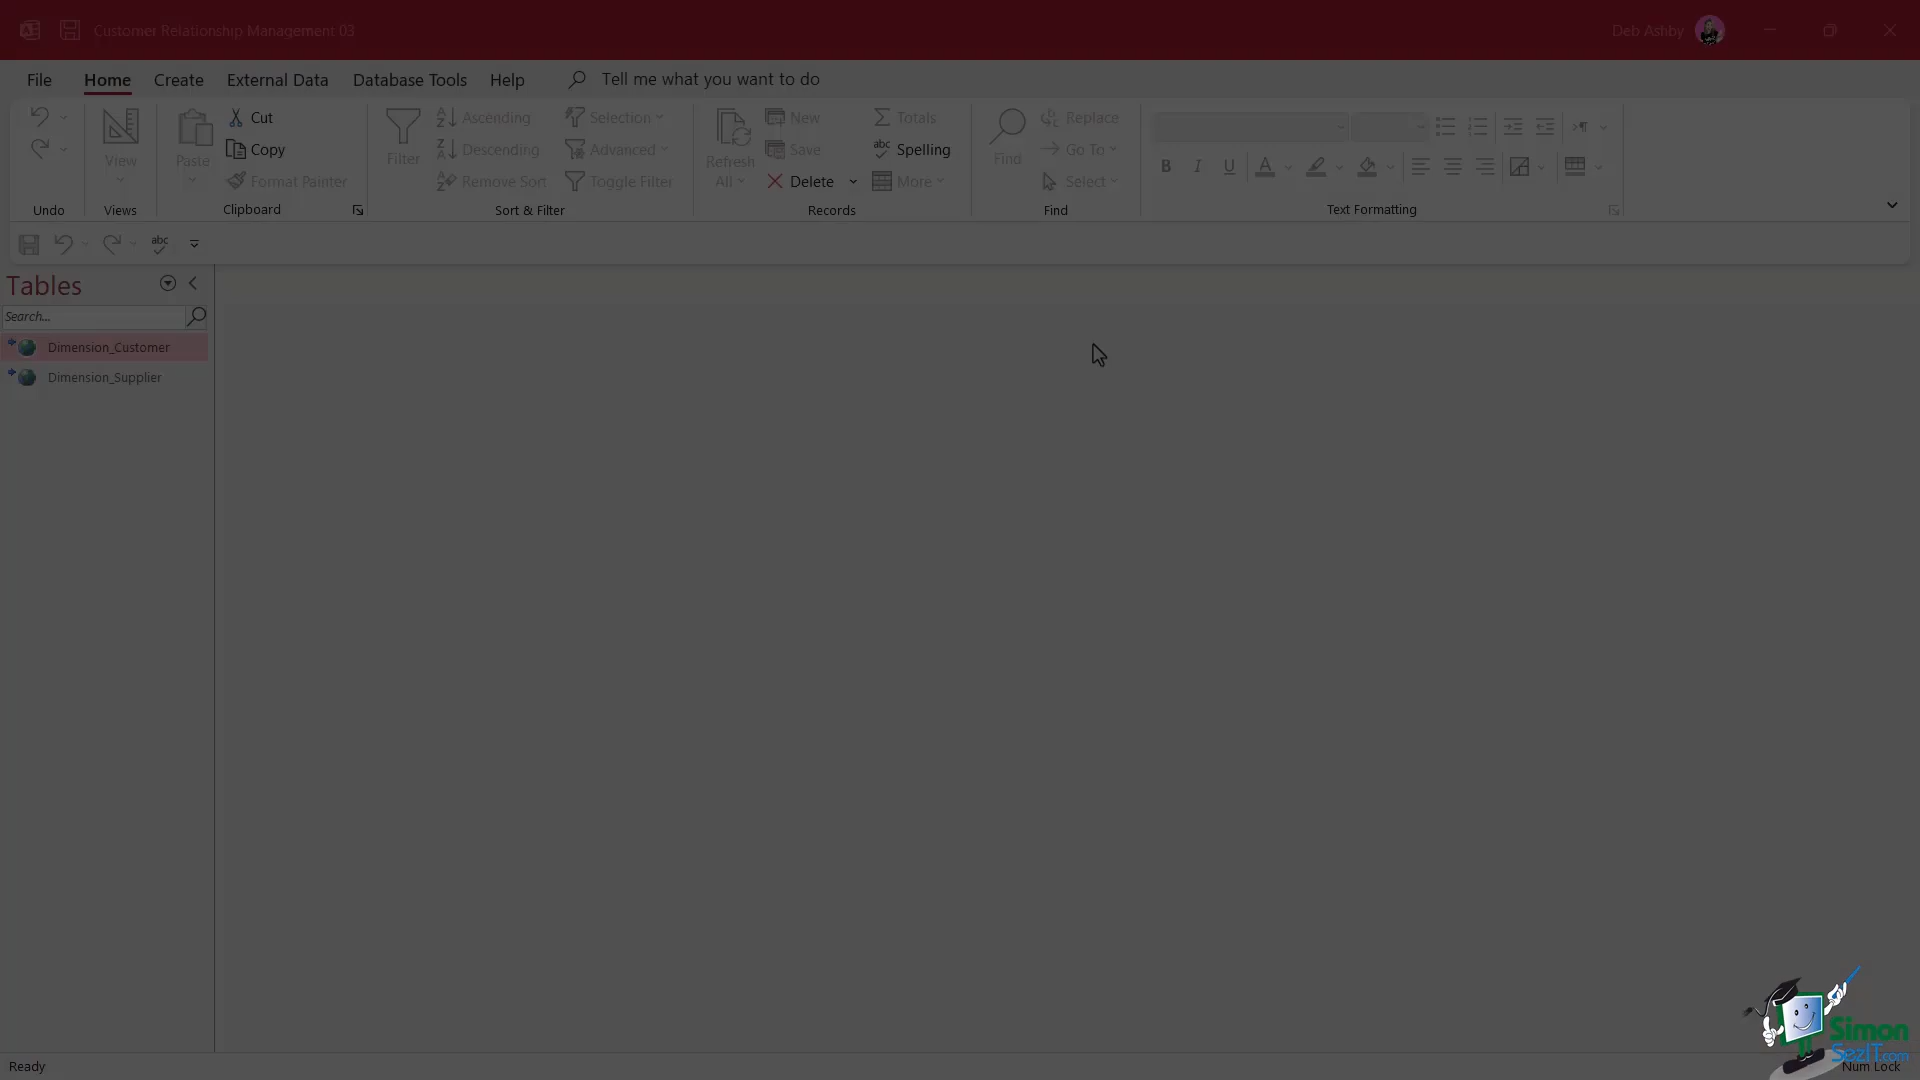 Customer Relationship Management 03
Deb Ashby
File Home Create External Data Database Tools Help Tell me what you want to do
View
Paste
Cut
Copy
Format Painter
Filter
Ascending
Descending
Remove Sort
Selection
Advanced
Toggle Filter
Refresh All
New
Save
Delete
Totals
abc Spelling
More
Find
Replace
Go To
Select
B I U A
Undo Views Clipboard Sort & Filter Records Find Text Formatting
abc
Tables
Search...
Dimension_Customer
Dimension_Supplier
Simon
SezIT.com
Ready
Num Lock